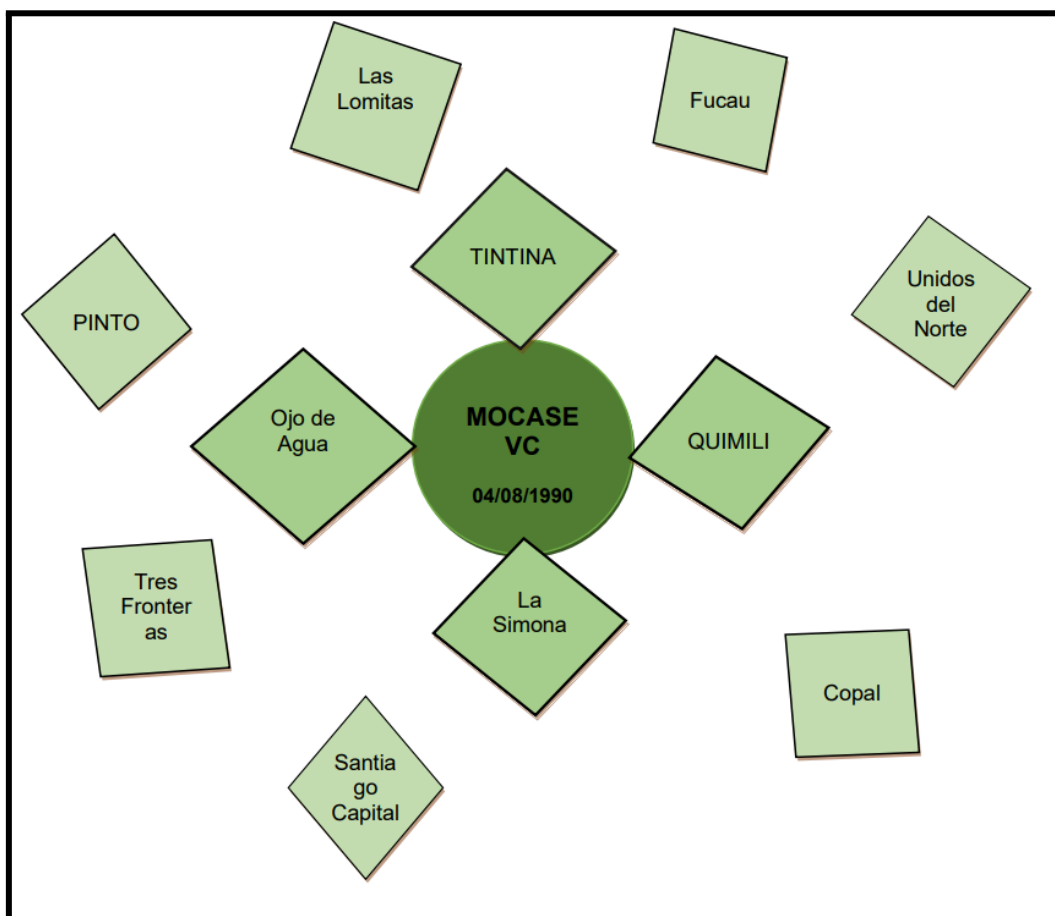 Las
Lomitas
Fucau
TINTINA
Unidos
del
Norte
PINTO
Ojo de
Agua
MOCASE
VC
04/08/1990
QUIMILI
Tres
Fronter
as
La
Simona
Copal
Santia
go
Capital